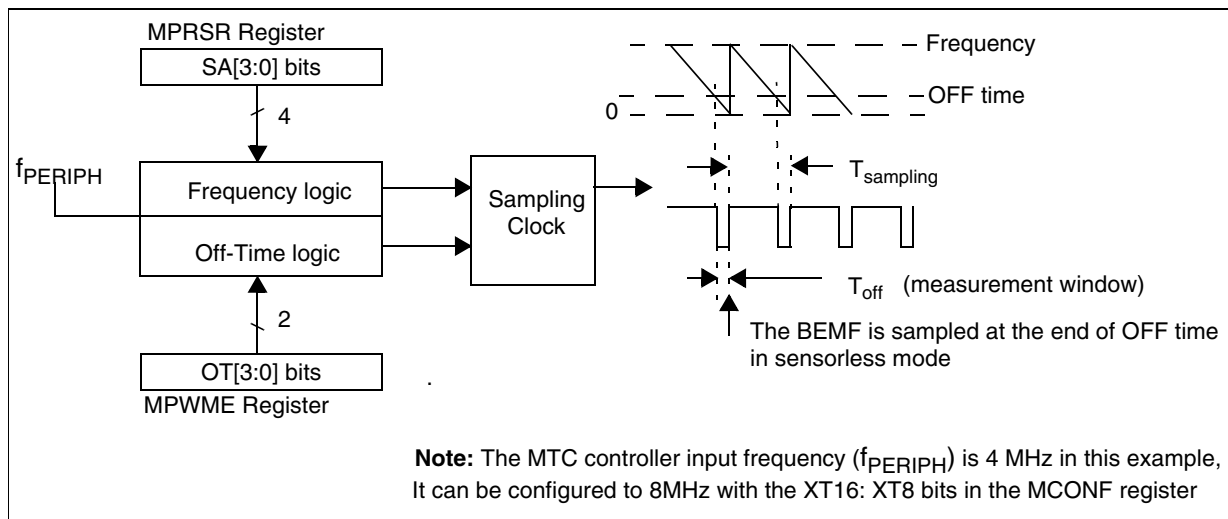 MPRSR Register
SA[3:0] bits
4
fPERIPH
Frequency logic
Off-Time logic
2
OT[3:0] bits
MPWME Register
Sampling
Clock
Frequency
OFF time
0
Tsampling
Toff (measurement window)
The BEMF is sampled at the end of OFF time
in sensorless mode
.
Note: The MTC controller input frequency (fPERIPH) is 4 MHz in this example,
It can be configured to 8MHz with the XT16: XT8 bits in the MCONF register